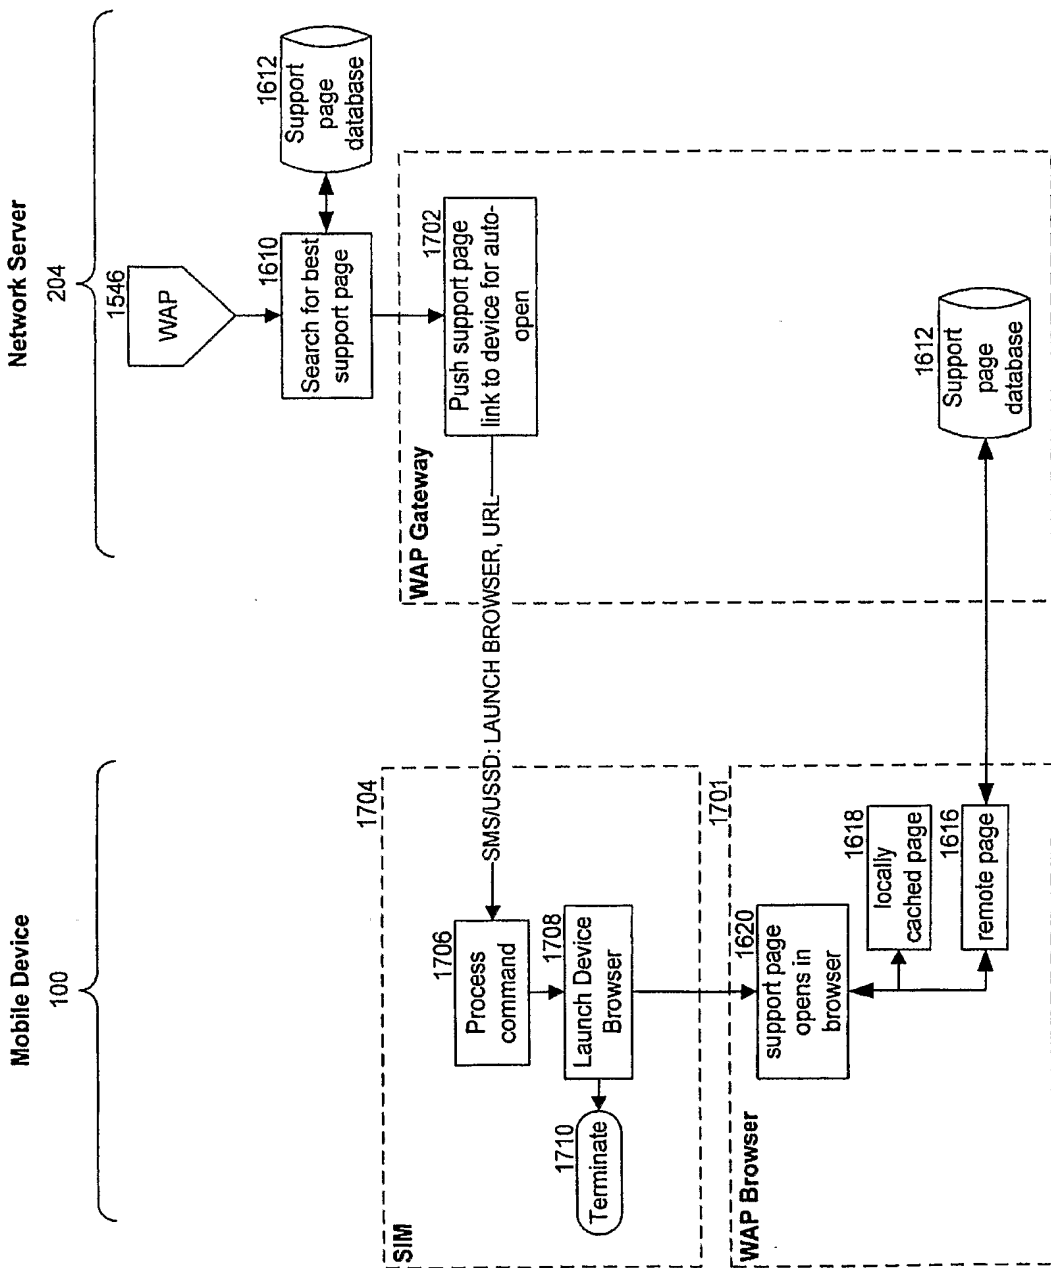 Mobile Device
100
Network Server
204
1546
WAP
1610
Search for best
support page
1612
Support
page
database
SIM
1704
WAP Gateway
1702
Push support page
link to device for auto-
open
SMS/USSD: LAUNCH BROWSER, URL
1706
Process
command
1708
Launch Device
Browser
1710
Terminate
WAP Browser
1701
1620
support page
opens in
browser
1618
locally
cached page
1616
remote page
1612
Support
page
database